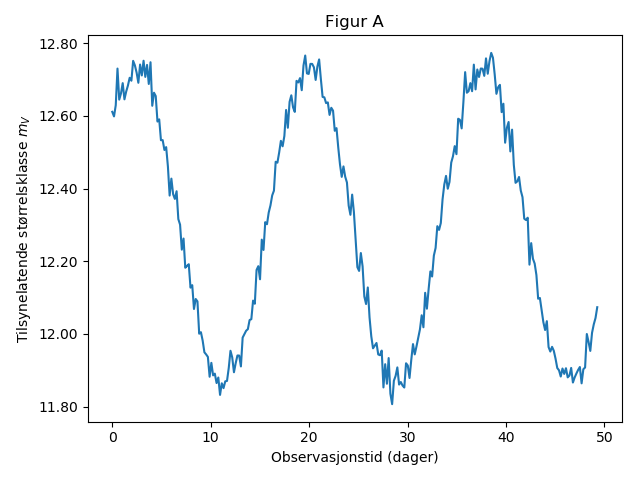 Figur A
Tilsynelatende størrelsklasse $m_V$
12.80
12.60
12.40
12.20
12.00
11.80
0 10 20 30 40 50
Observasjonstid (dager)